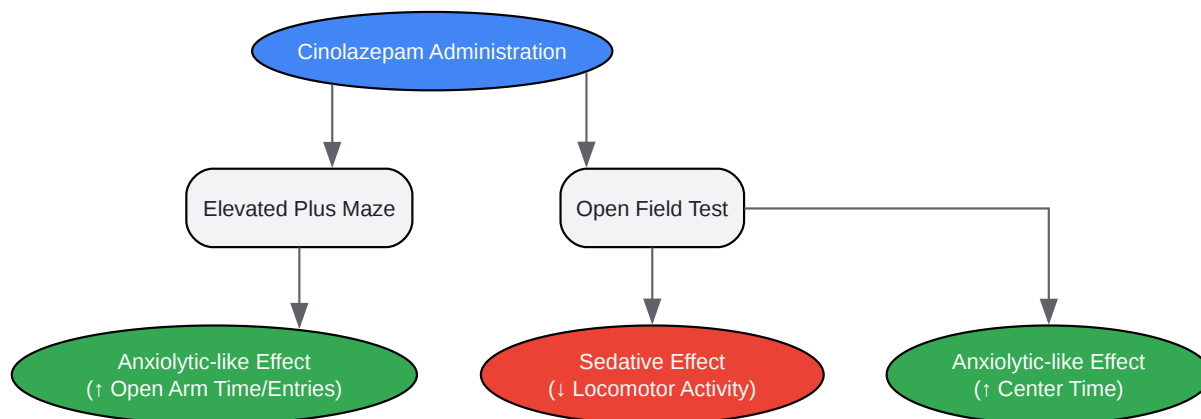 Cinolazepam Administration
Elevated Plus Maze
Open Field Test
Anxiolytic-like Effect
(↑ Open Arm Time/Entries)
Sedative Effect
(↓ Locomotor Activity)
Anxiolytic-like Effect
(↑ Center Time)